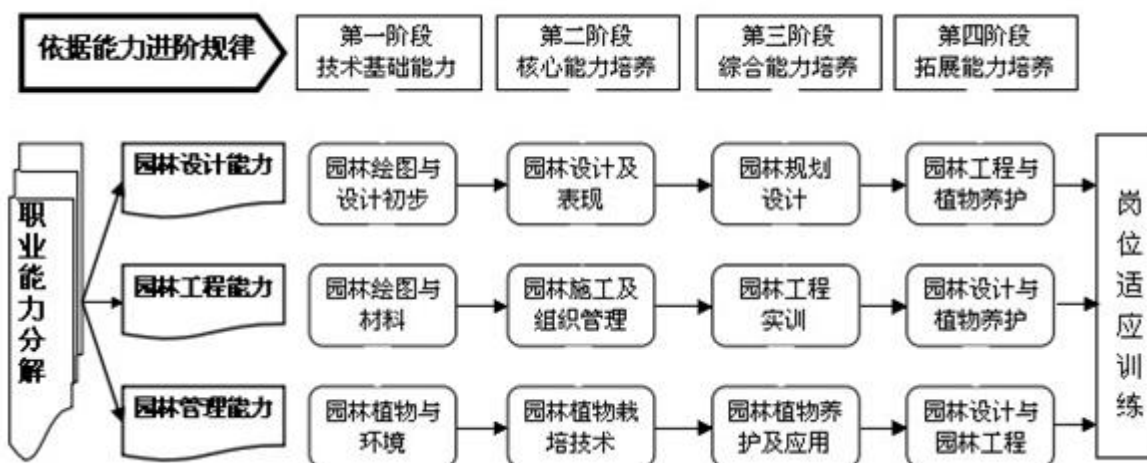 依据能力进阶规律
第一阶段
技术基础能力
第二阶段
核心能力培养
第三阶段
综合能力培养
第四阶段
拓展能力培养
职业能力分解
园林设计能力
园林绘图与
设计初步
园林设计及
表现
园林规划
设计
园林工程与
植物养护
园林工程能力
园林绘图与
材料
园林施工及
组织管理
园林工程
实训
园林设计与
植物养护
园林管理能力
园林植物与
环境
园林植物栽
培技术
园林植物养
护及应用
园林设计与
园林工程
岗位适应训练